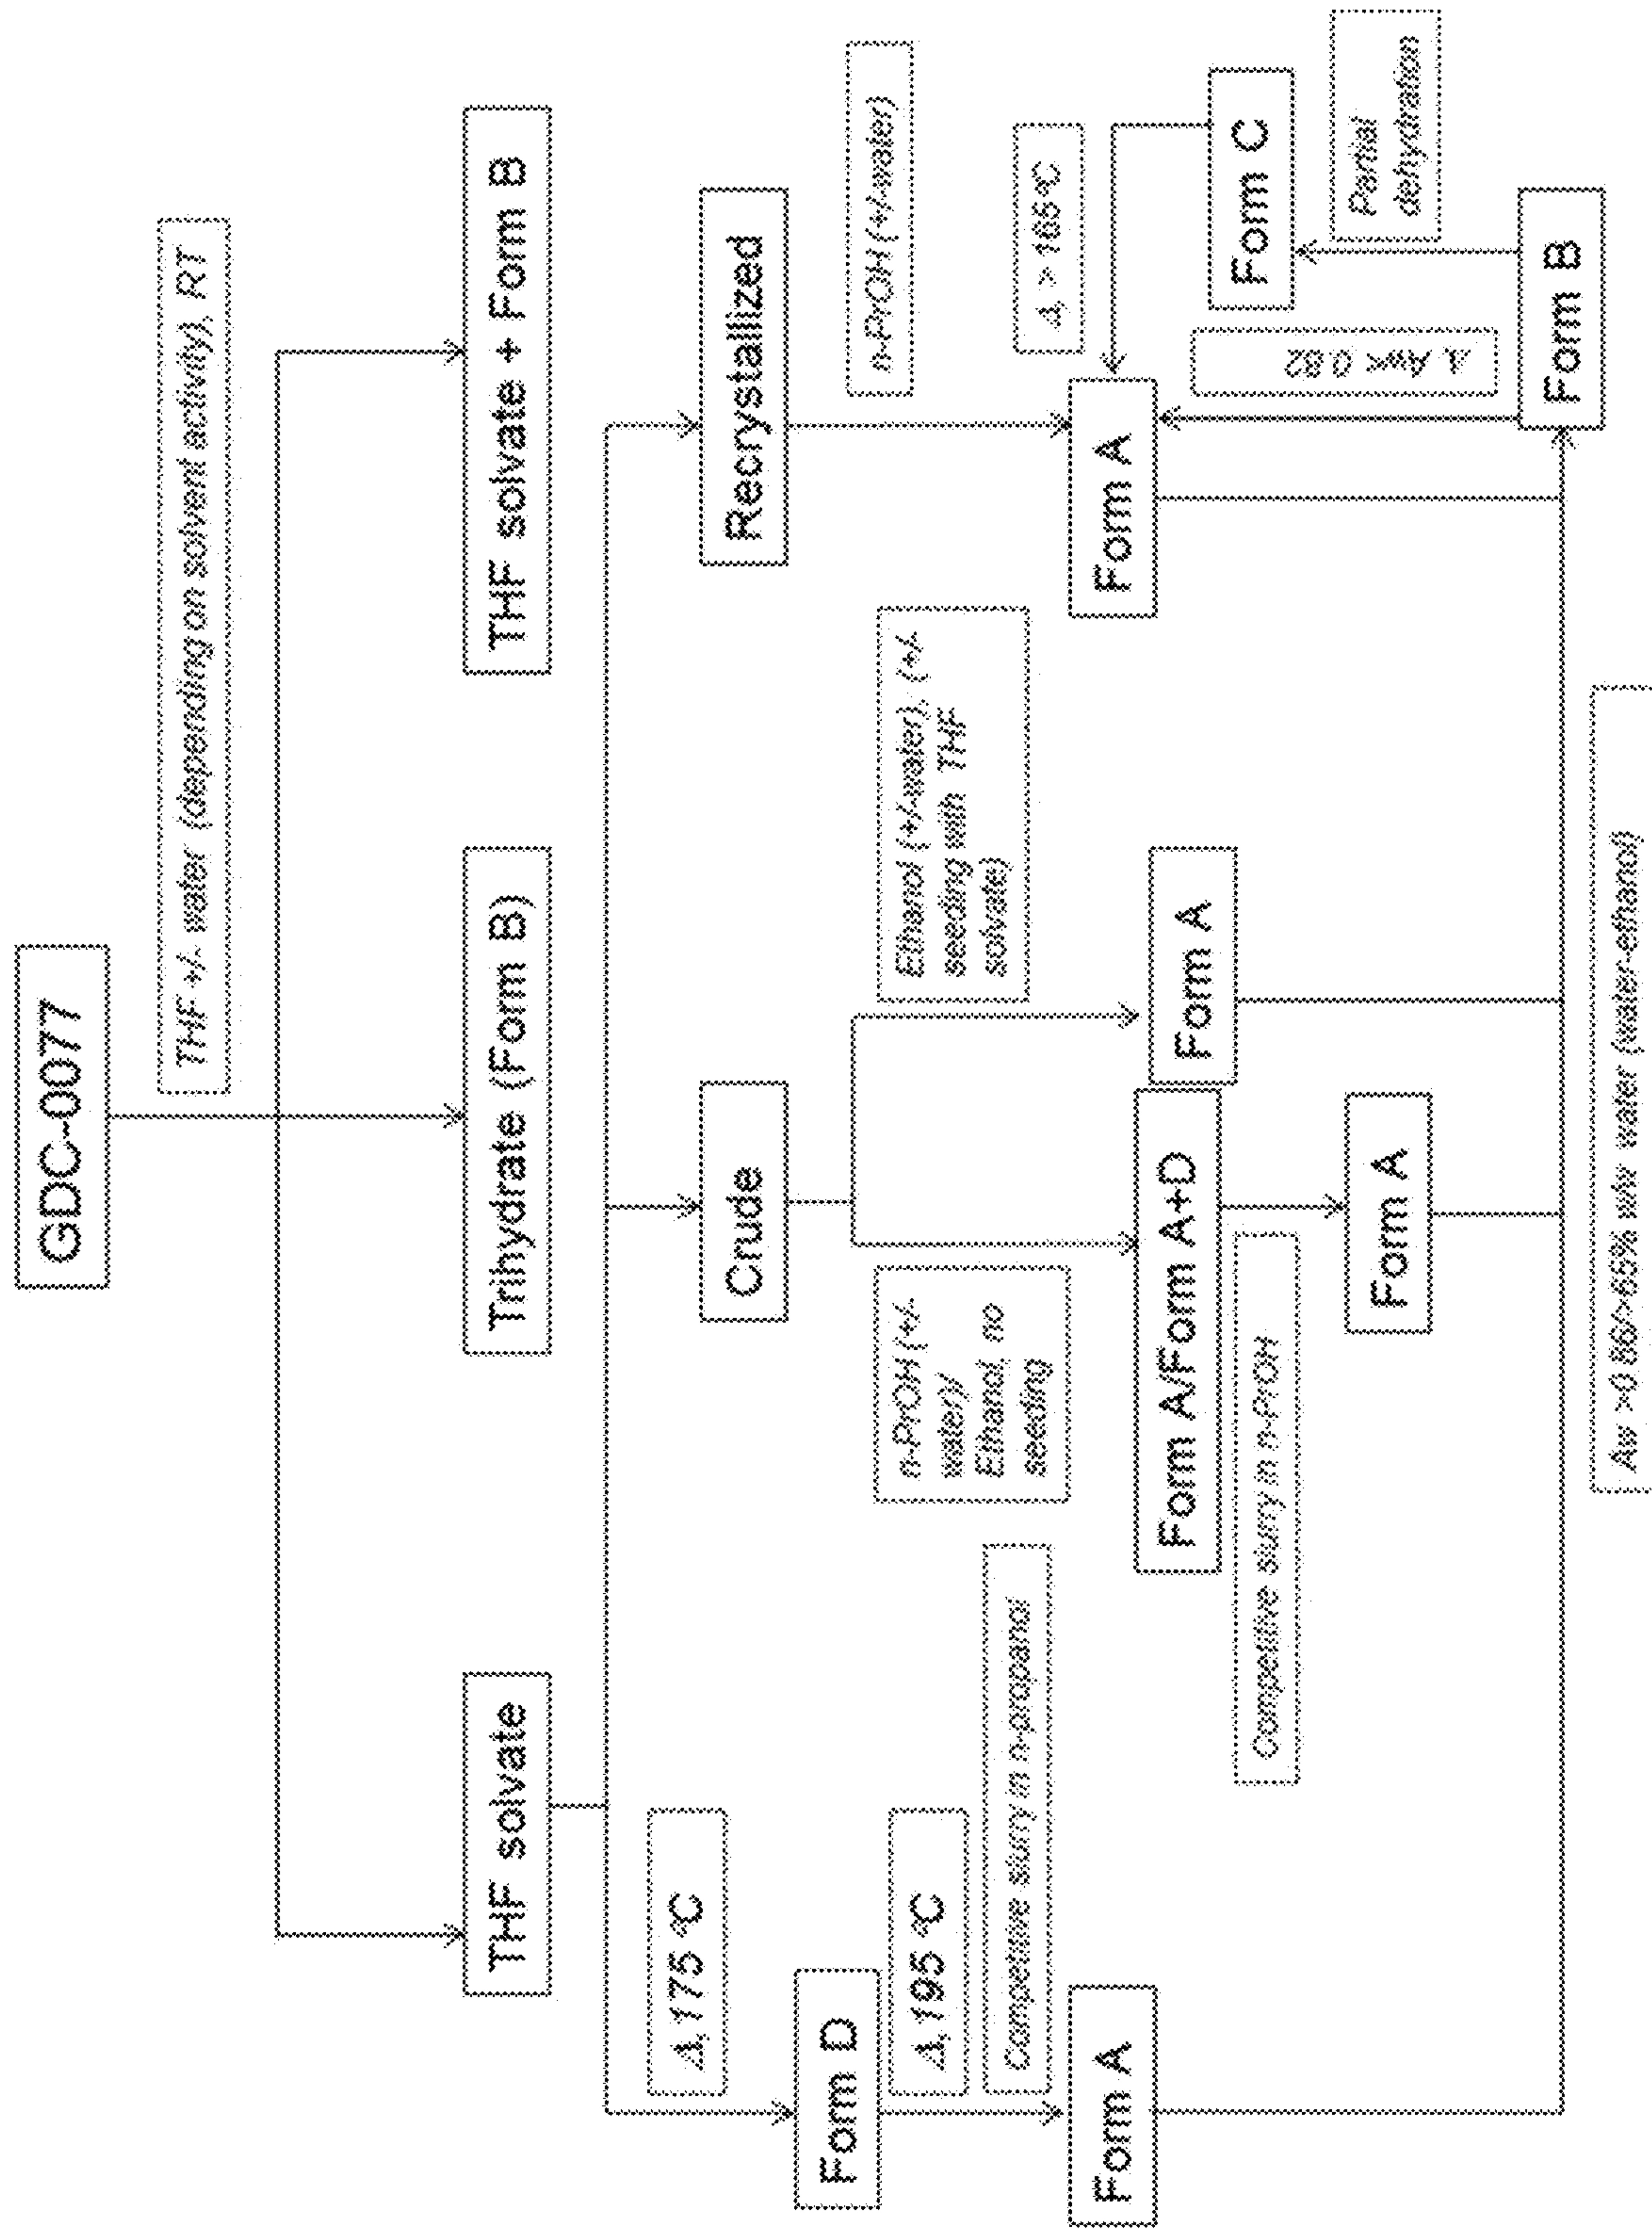 GDC-0077
THF +/- water (depending on solvent activity), RT
THF solvate
Trihydrate (Form B)
THF solvate + Form B
Δ, 175 °C
Crude
Recrystallized
Form D
Δ, 195 °C
Competitive slurry in n-propanol
Form A
n-PrOH (+/-
water)
Ethanol, no
seeding
Ethanol (+/-water), (+/-
seeding with THF
solvate)
n-PrOH (+/-water)
Form A/Form A+D
Form A
Competitive slurry in n-PrOH
Form A
Form A
Δ, > 165°C
Form C
Δ, Aw< 0.82
Partial
dehydration
Form B
Aw >0.86/>65% w/w water (water-ethanol)